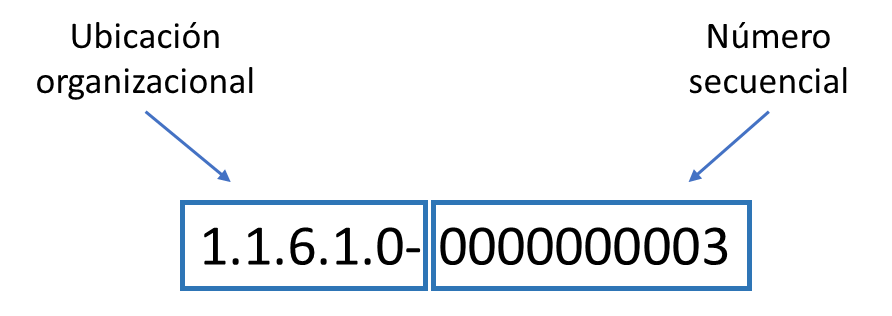 Ubicación
organizacional
Número
secuencial
1.1.6.1.0-0000000003